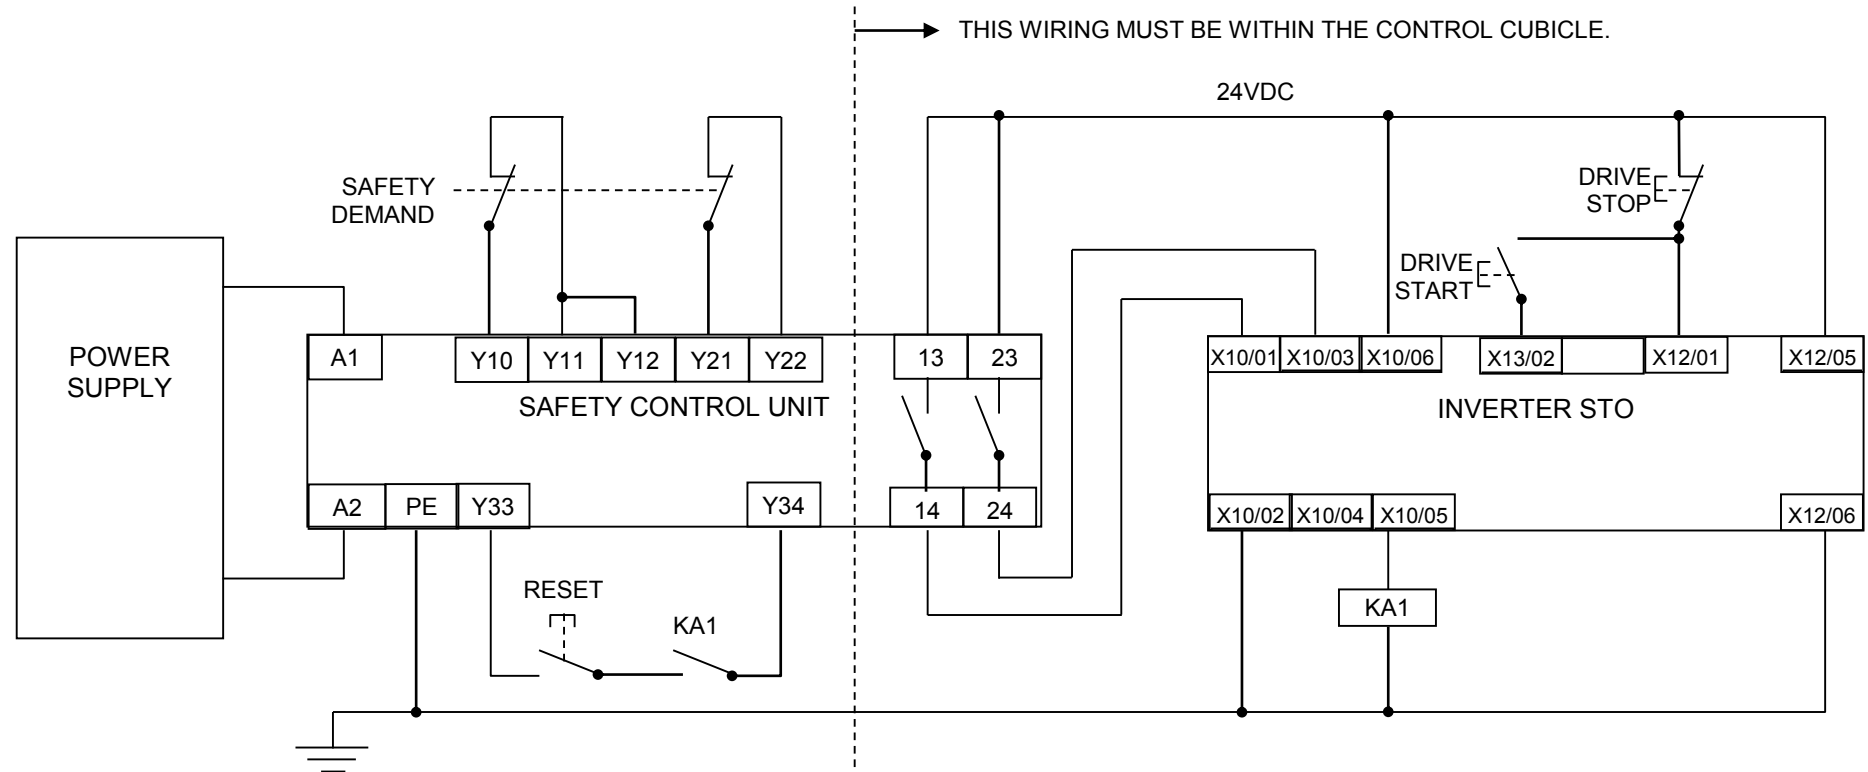 THIS WIRING MUST BE WITHIN THE CONTROL CUBICLE.
24VDC
SAFETY
DEMAND
DRIVE
STOP
DRIVE
START
POWER
SUPPLY
A1
Y10
Y11
Y12
Y21
Y22
13
23
X10/01
X10/03
X10/06
X13/02
X12/01
X12/05
SAFETY CONTROL UNIT
INVERTER STO
A2
PE
Y33
Y34
14
24
X10/02
X10/04
X10/05
X12/06
RESET
KA1
KA1